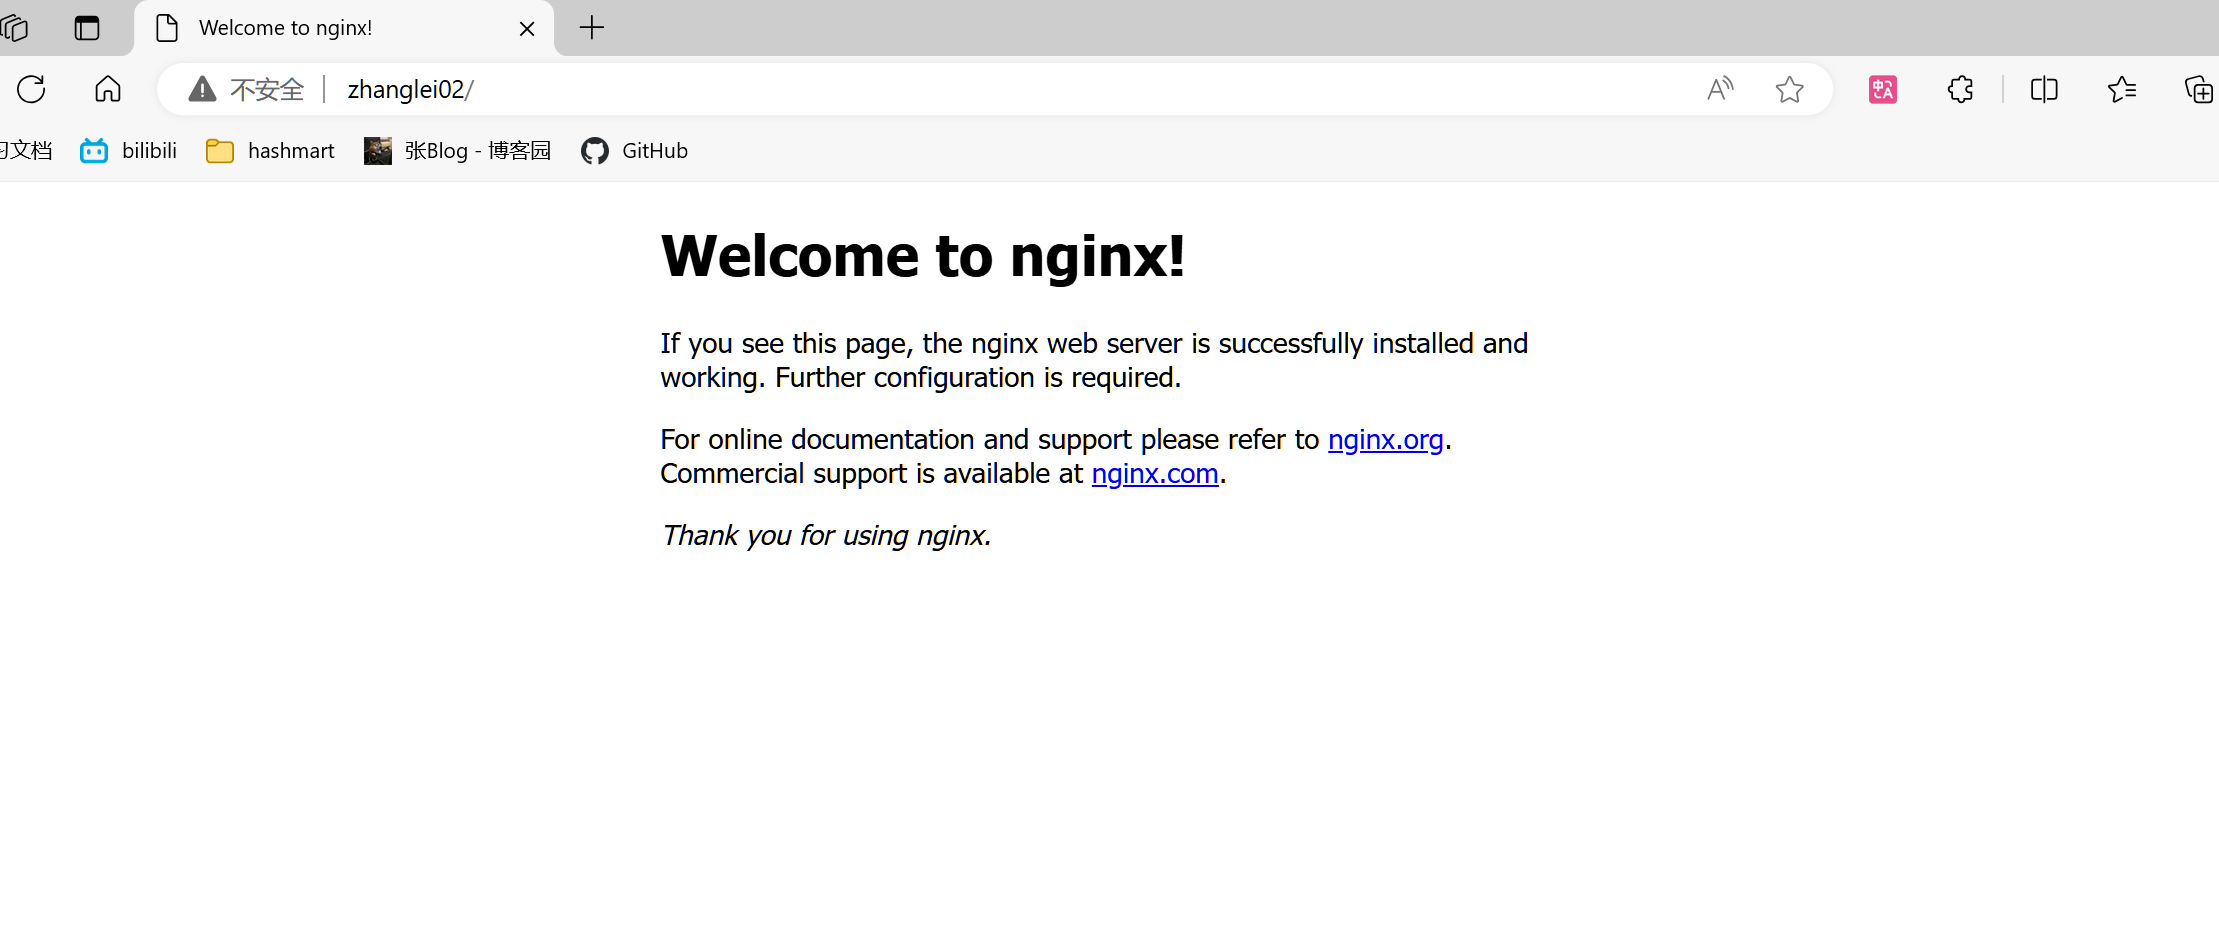 Welcome to nginx!
不安全 zhanglei02/
文档 bilibili hashmart 张Blog - 博客园 GitHub
Welcome to nginx!
If you see this page, the nginx web server is successfully installed and
working. Further configuration is required.
For online documentation and support please refer to nginx.org.
Commercial support is available at nginx.com.
Thank you for using nginx.